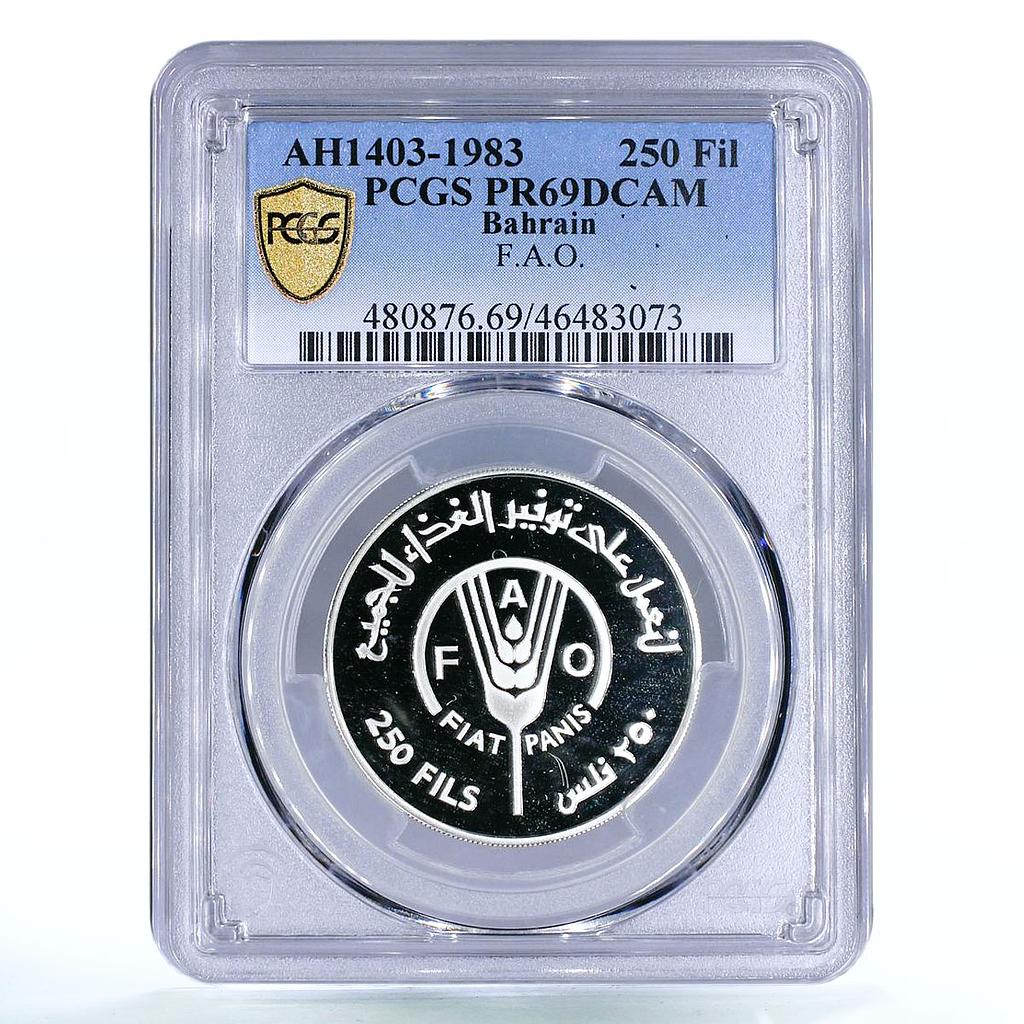 AH1403-1983 250 Fil
PCGS PR69DCAM
PCGS
Bahrain
F.A.O.
480876.69/46483073
العمل على توفير الغذاء للجميع
A
F O
FIAT PANIS
250 FILS
٢٥٠ فلس